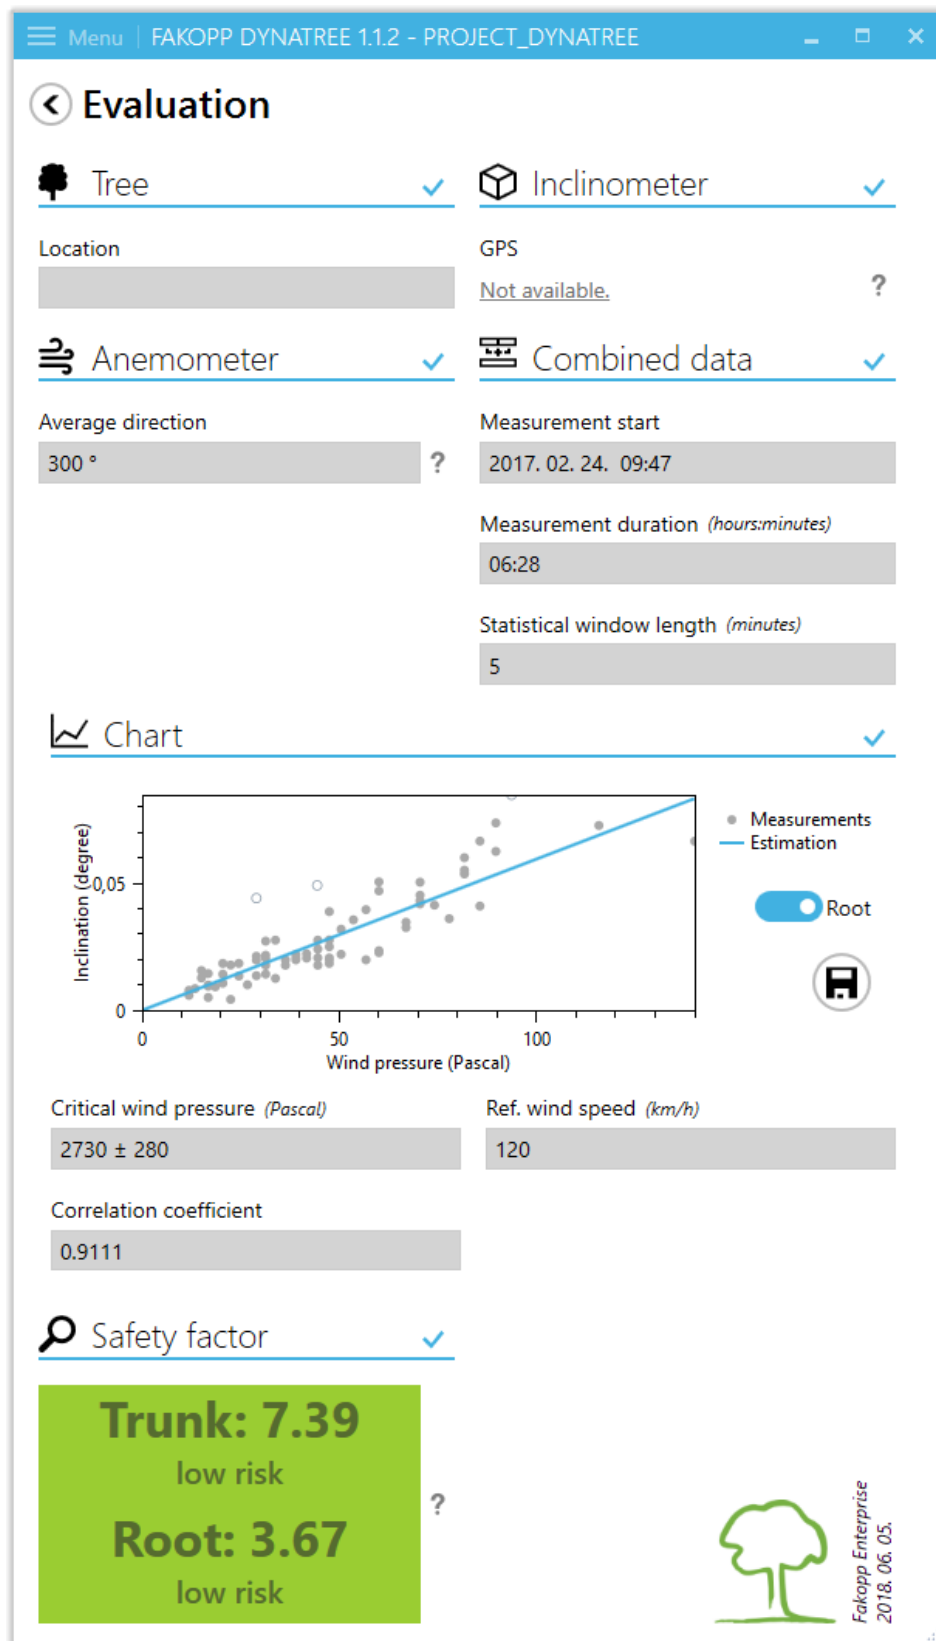 Menu | FAKOPP DYNATREE 1.1.2 - PROJECT_DYNATREE
Evaluation
Tree
Inclinometer
Location
GPS
Not available.
?
Anemometer
Combined data
Average direction
Measurement start
300 °
?
2017. 02. 24. 09:47
Measurement duration (hours:minutes)
06:28
Statistical window length (minutes)
5
Chart
Inclination (degree)
0,05
0
0
50
100
Wind pressure (Pascal)
Measurements
Estimation
Root
Critical wind pressure (Pascal)
Ref. wind speed (km/h)
2730 ± 280
120
Correlation coefficient
0.9111
Safety factor
Trunk: 7.39
low risk
Root: 3.67
low risk
?
Fakopp Enterprise
2018. 06. 05.